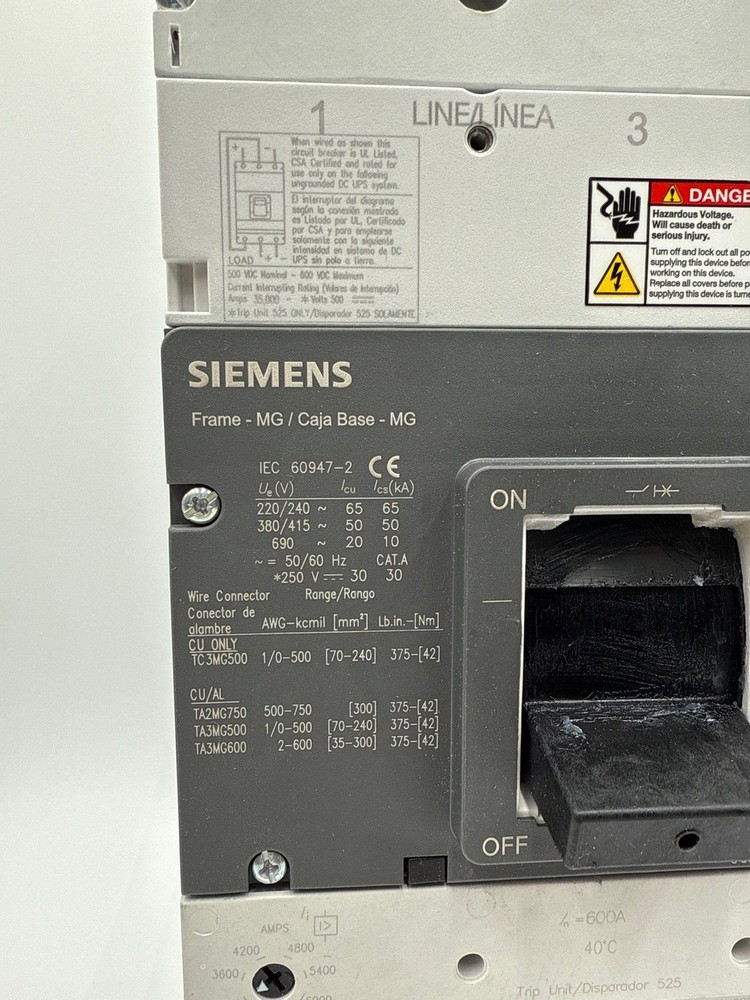 1
LINE/LÍNEA
3
When wired as shown this
circuit breaker is UL Listed,
CSA Certified and rated for
use only on the following
ungrounded DC UPS system.
El interruptor del diagrama
según la conexión mostrada
es Listado por UL, Certificado
por CSA y para emplearse
solamente con la siguiente
intensidad en sistema de DC
UPS sin polo a tierra.
LOAD
500 VDC Nominal - 600 VDC Maximum
Current Interrupting Rating (Valores de Interrupción)
Amps 35,000 - * Volts 500
*Trip Unit 525 ONLY/Disparador 525 SOLAMENTE
DANGE
Hazardous Voltage.
Will cause death or
serious injury.
Turn off and lock out all po
supplying this device befor
working on this device.
Replace all covers before p
supplying this device is turne
SIEMENS
Frame - MG / Caja Base - MG
IEC 60947-2 CE
Ue(V) Icu Ics(kA)
220/240 ~ 65 65
380/415 ~ 50 50
690 ~ 20 10
~ = 50/60 Hz CAT.A
*250 V 30 30
Wire Connector Range/Rango
Conector de
alambre AWG-kcmil [mm²] Lb.in.-[Nm]
CU ONLY
TC3MG500 1/0-500 [70-240] 375-[42]
CU/AL
TA2MG750 500-750 [300] 375-[42]
TA3MG500 1/0-500 [70-240] 375-[42]
TA3MG600 2-600 [35-300] 375-[42]
ON
OFF
AMPS Ii
4200 4800
3600 5400
In =600A
40°C
Trip Unit/Disparador 525